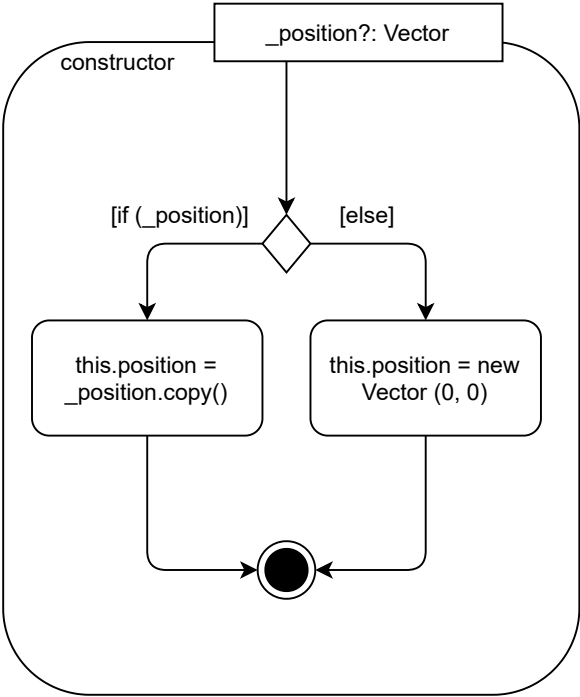 _position?: Vector
constructor
[if (_position)]
[else]
this.position =
_position.copy()
this.position = new
Vector (0, 0)